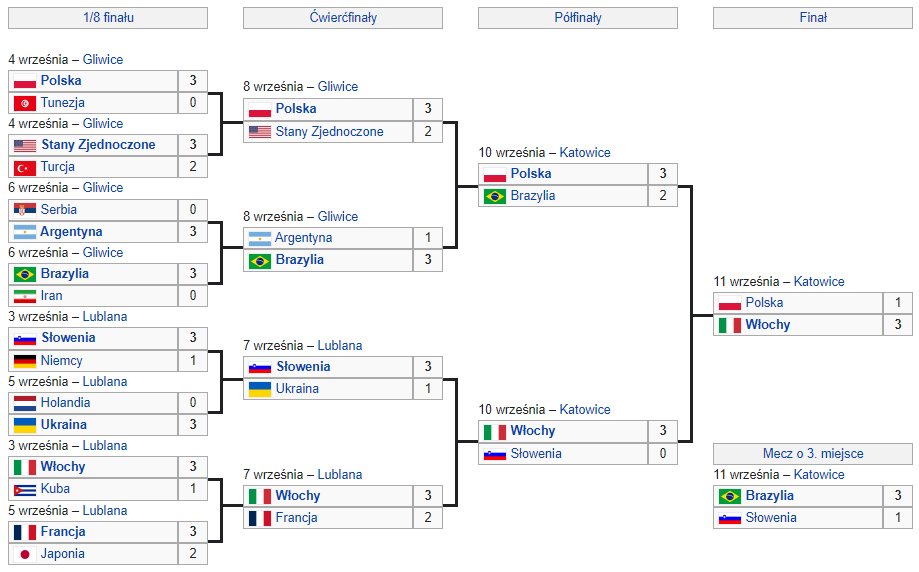 1/8 finału
Ćwierćfinały
Półfinały
Finał
4 września – Gliwice
Polska 3
Tunezja 0
4 września – Gliwice
Stany Zjednoczone 3
Turcja 2
6 września – Gliwice
Serbia 0
Argentyna 3
6 września – Gliwice
Brazylia 3
Iran 0
3 września – Lublana
Słowenia 3
Niemcy 1
5 września – Lublana
Holandia 0
Ukraina 3
3 września – Lublana
Włochy 3
Kuba 1
5 września – Lublana
Francja 3
Japonia 2
8 września – Gliwice
Polska 3
Stany Zjednoczone 2
8 września – Gliwice
Argentyna 1
Brazylia 3
7 września – Lublana
Słowenia 3
Ukraina 1
7 września – Lublana
Włochy 3
Francja 2
10 września – Katowice
Polska 3
Brazylia 2
10 września – Katowice
Włochy 3
Słowenia 0
11 września – Katowice
Polska 1
Włochy 3
Mecz o 3. miejsce
11 września – Katowice
Brazylia 3
Słowenia 1